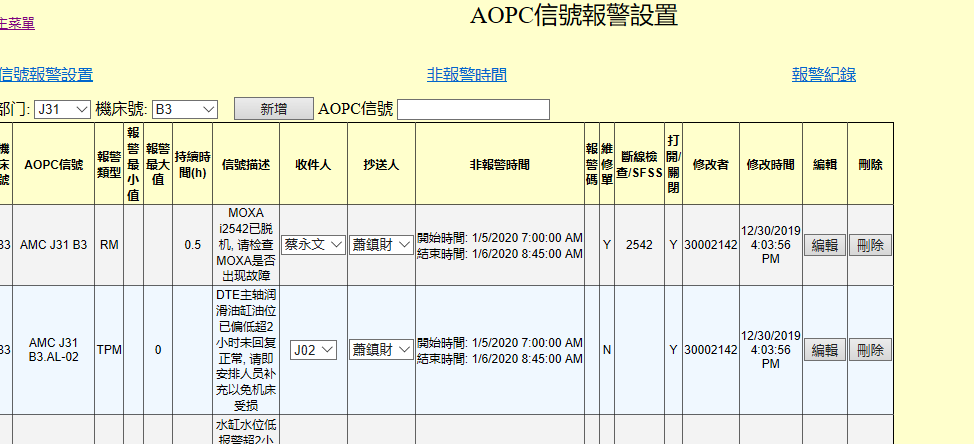 AOPC信號報警設置
主菜單
信號報警設置
非報警時間
報警紀錄
部门: J31 機床號: B3 新增 AOPC信號
機床號 AOPC信號 報警類型 報警最小值 報警最大值 持續時間(h) 信號描述 收件人 抄送人 非報警時間 報警碼 維修單 斷線檢查/SFSS 打開/關閉 修改者 修改時間 編輯 刪除
B3 AMC J31 B3 RM 0.5
MOXA
i2542已脱
机, 请检查
MOXA是否
出现故障
蔡永文 蕭鎮財
開始時間: 1/5/2020 7:00:00 AM
結束時間: 1/6/2020 8:45:00 AM
Y 2542 Y 30002142
12/30/2019
4:03:56
PM
編輯 刪除
B3
AMC J31
B3.AL-02
TPM 0
DTE主轴润
滑油缸油位
已偏低超2
小时未回复
正常, 请即
安排人员补
充以免机床
受损
J02 蕭鎮財
開始時間: 1/5/2020 7:00:00 AM
結束時間: 1/6/2020 8:45:00 AM
N Y 30002142
12/30/2019
4:03:56
PM
編輯 刪除
水缸水位低
报警超2小